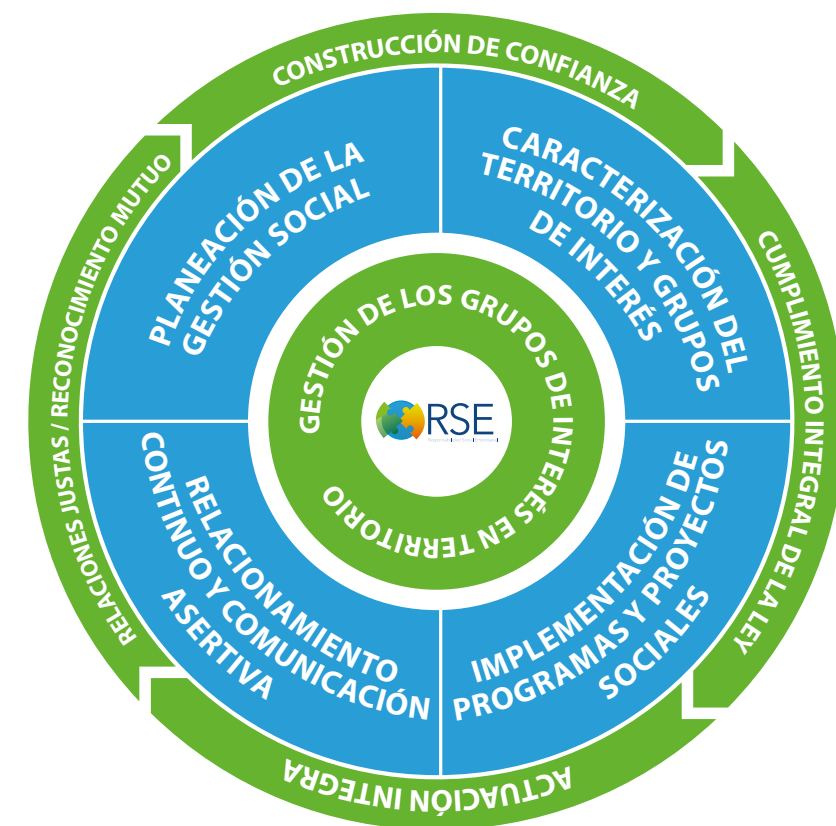 CONSTRUCCIÓN DE CONFIANZA
CUMPLIMIENTO INTEGRAL DE LA LEY
ACTUACIÓN INTEGRA
RELACIONES JUSTAS / RECONOCIMIENTO MUTUO
PLANEACIÓN DE LA
GESTIÓN SOCIAL
CARACTERIZACIÓN DEL
TERRITORIO Y GRUPOS
DE INTERÉS
IMPLEMENTACIÓN DE
PROGRAMAS Y PROYECTOS
SOCIALES
RELACIONAMIENTO
CONTINUO Y COMUNICACIÓN
ASERTIVA
GESTIÓN DE LOS GRUPOS DE INTERÉS EN TERRITORIO
RSE